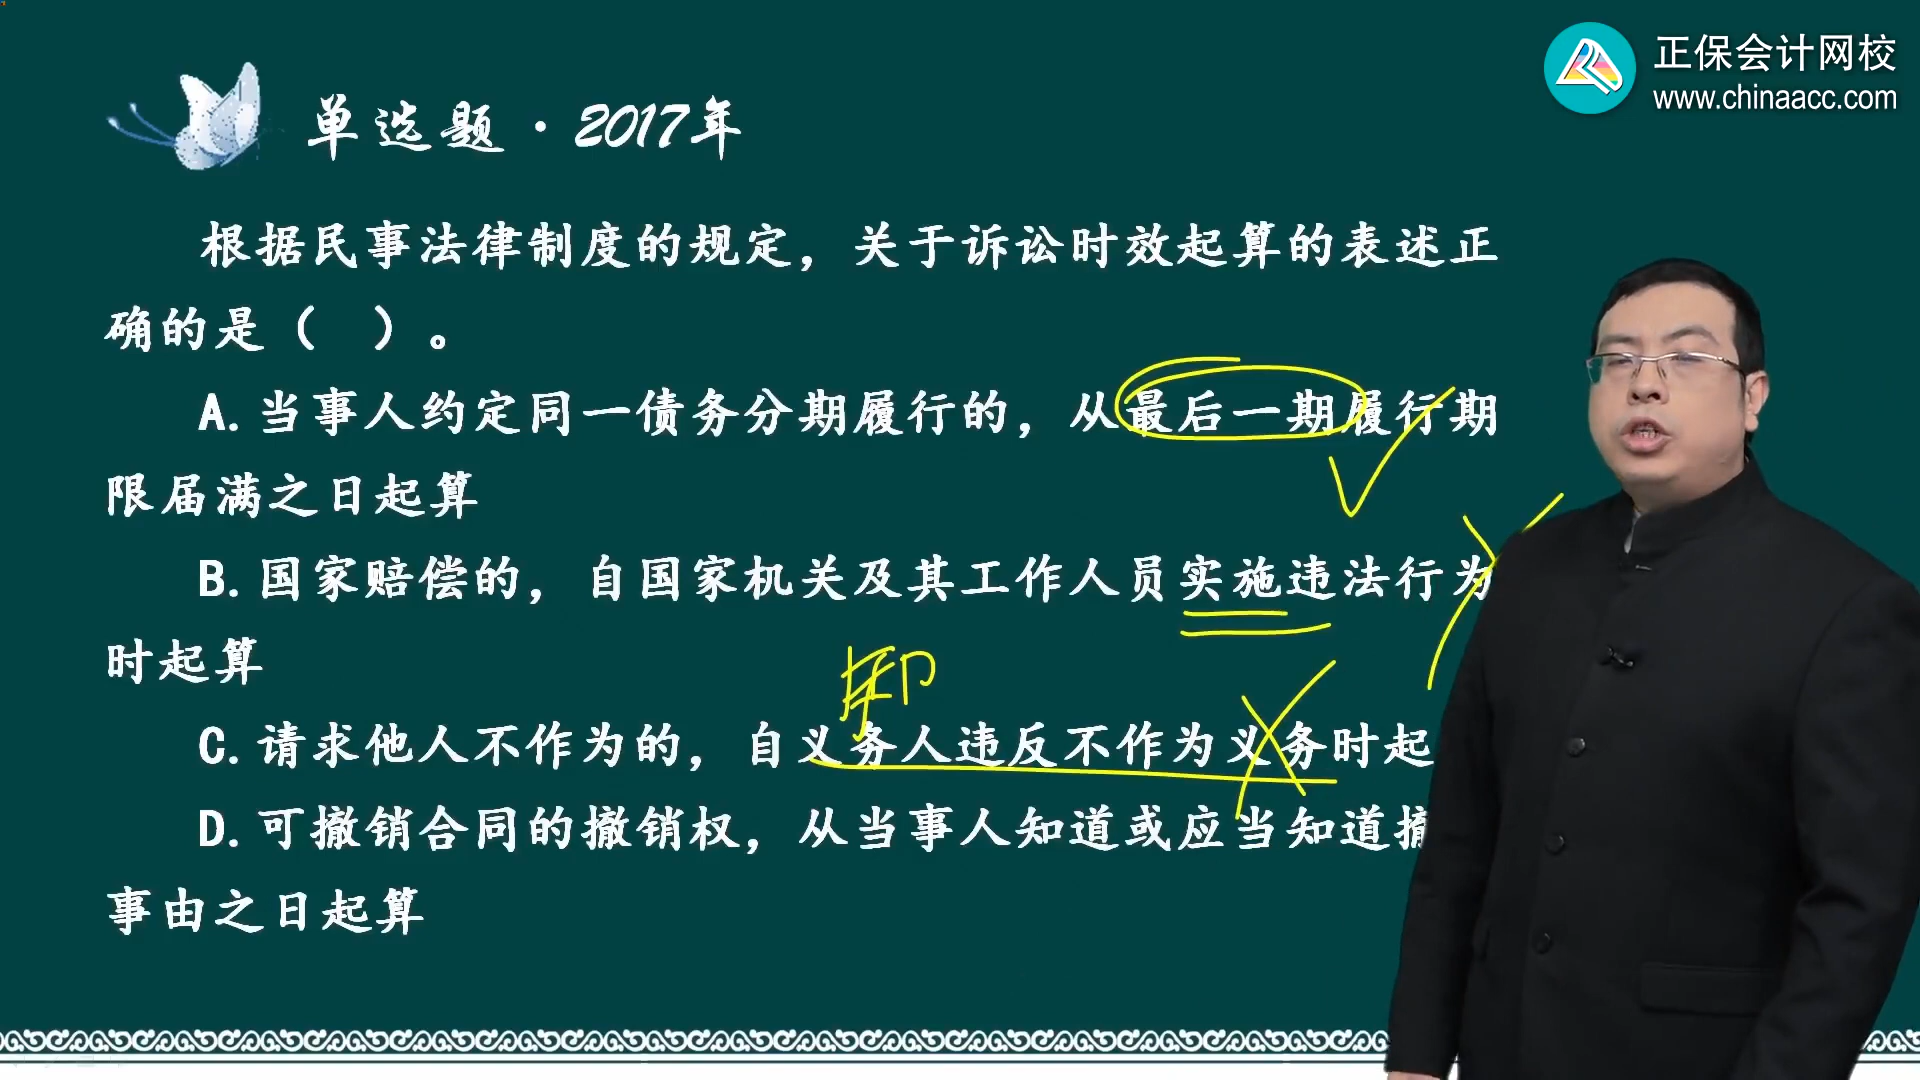 正保会计网校
www.chinaacc.com
单选题·2017年
根据民事法律制度的规定，关于诉讼时效起算的表述正
确的是（ ）。
A.当事人约定同一债务分期履行的，从最后一期履行期
限届满之日起算
B.国家赔偿的，自国家机关及其工作人员实施违法行为
时起算
C.请求他人不作为的，自义务人违反不作为义务时起
D.可撤销合同的撤销权，从当事人知道或应当知道撤
事由之日起算